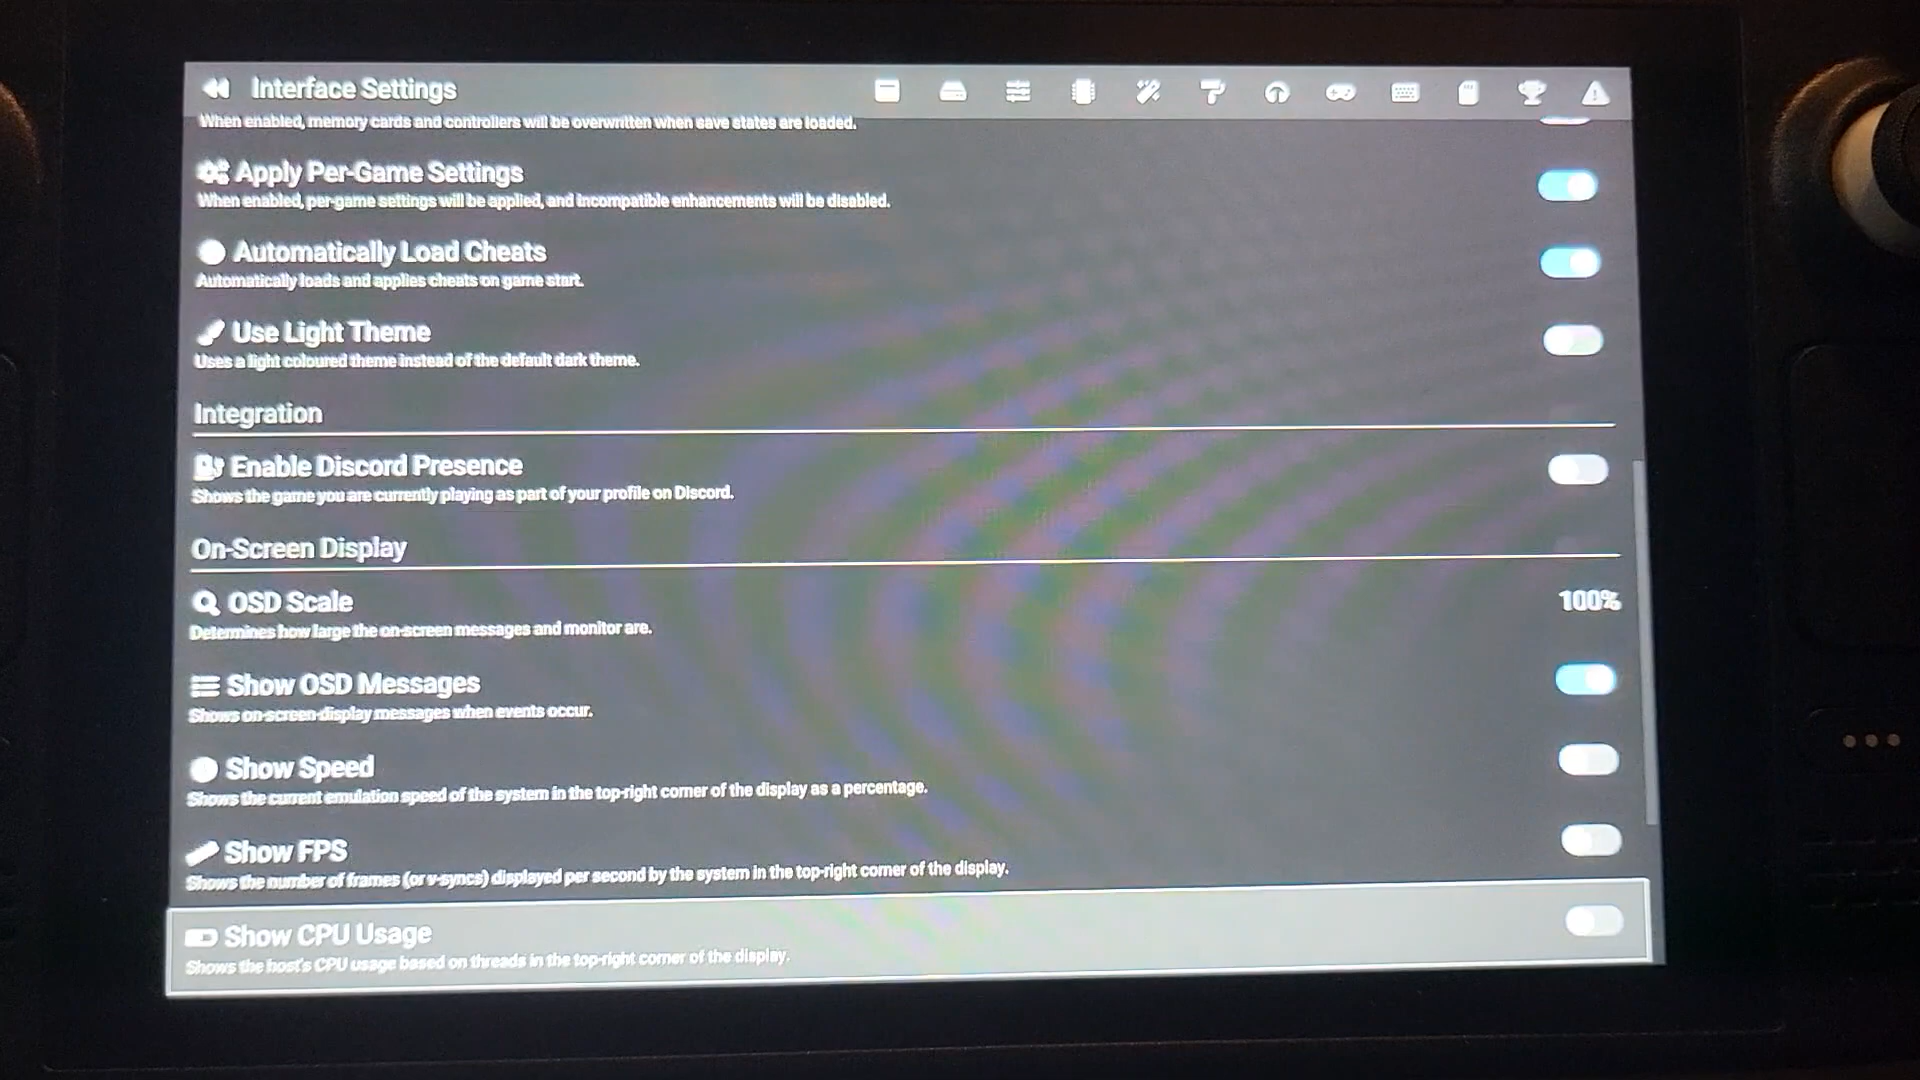 Interface Settings
When enabled, memory cards and controllers will be overwritten when save states are loaded.
Apply Per-Game Settings
When enabled, per-game settings will be applied, and incompatible enhancements will be disabled.
Automatically Load Cheats
Automatically loads and applies cheats on game start.
Use Light Theme
Uses a light coloured theme instead of the default dark theme.
Integration
Enable Discord Presence
Shows the game you are currently playing as part of your profile on Discord.
On-Screen Display
OSD Scale
100%
Determines how large the on-screen messages and monitor are.
Show OSD Messages
Shows on-screen-display messages when events occur.
Show Speed
Shows the current emulation speed of the system in the top-right corner of the display as a percentage.
Show FPS
Shows the number of frames (or v-syncs) displayed per second by the system in the top-right corner of the display.
Show CPU Usage
Shows the host's CPU usage based on threads in the top-right corner of the display.